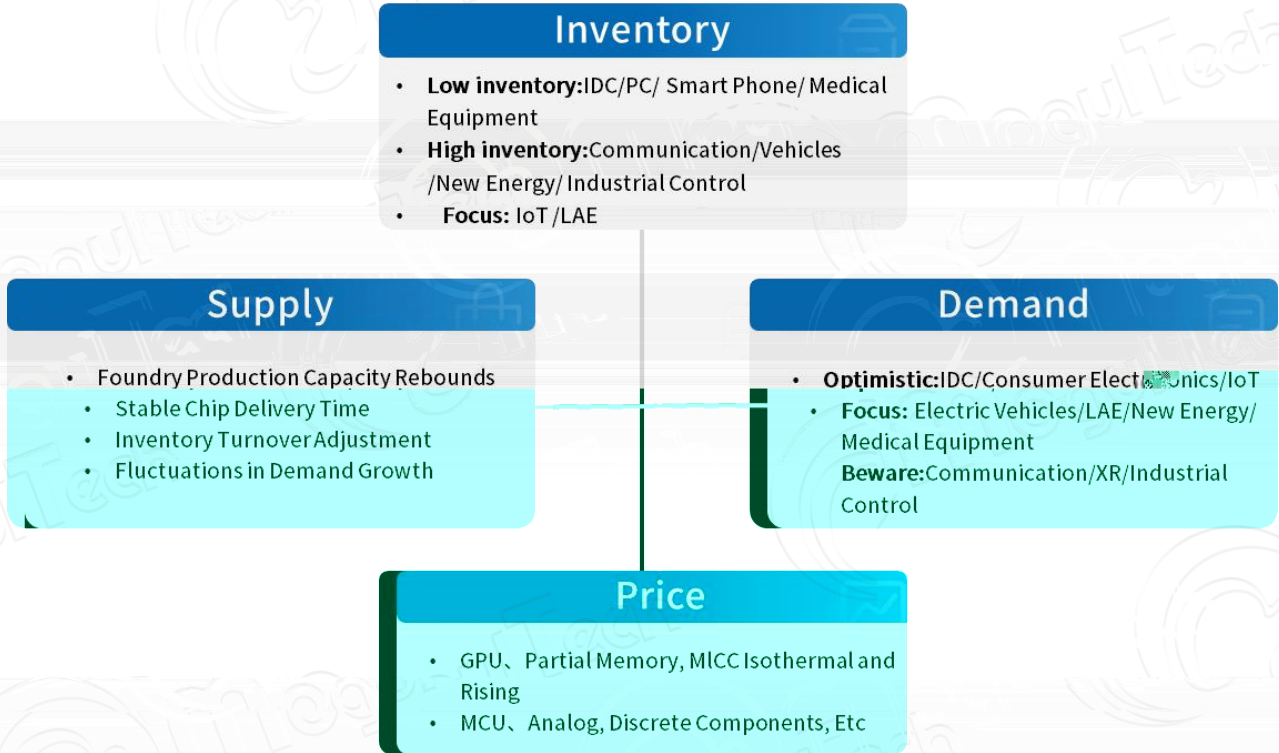 Inventory
• Low inventory:IDC/PC/ Smart Phone/ Medical
Equipment
• High inventory:Communication/Vehicles
/New Energy/ Industrial Control
• Focus: IoT /LAE
Supply
• Foundry Production Capacity Rebounds
• Stable Chip Delivery Time
• Inventory Turnover Adjustment
• Fluctuations in Demand Growth
Demand
• Optimistic:IDC/Consumer /IoT
• Focus: Electric Vehicles/LAE/New Energy/
Medical Equipment
Beware:Communication/XR/Industrial
Control
Price
• GPU、Partial Memory, MlCC Isothermal and
Rising
• MCU、Analog, Discrete Components, Etc